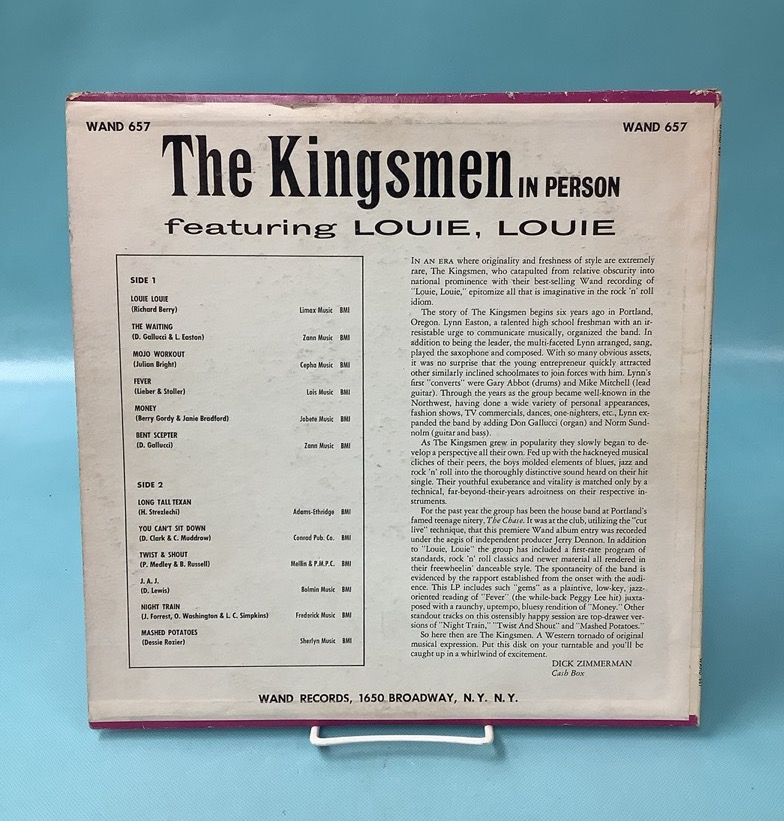 WAND 657 WAND 657
The Kingsmen IN PERSON
featuring LOUIE, LOUIE
SIDE 1
LOUIE LOUIE
(Richard Berry) Limax Music BMI
THE WAITING
(D. Gallucci & L. Easton) Zann Music BMI
MOJO WORKOUT
(Julian Bright) Cepha Music BMI
FEVER
(Lieber & Stoller) Lois Music BMI
MONEY
(Berry Gordy & Janie Bradford) Jobete Music BMI
BENT SCEPTER
(D. Gallucci) Zann Music BMI
SIDE 2
LONG TALL TEXAN
(H. Strezlechi) Adams-Ethridge BMI
YOU CAN'T SIT DOWN
(D. Clark & C. Muddrow) Conrad Pub. Co. BMI
TWIST & SHOUT
(P. Medley & B. Russell) Mellin & P.M.P.C. BMI
J. A. J.
(D. Lewis) Bolmin Music BMI
NIGHT TRAIN
(J. Forrest, O. Washington & L. C. Simpkins) Frederick Music BMI
MASHED POTATOES
(Dessie Rozier) Sherlyn Music BMI
IN AN ERA where originality and freshness of style are extremely
rare, The Kingsmen, who catapulted from relative obscurity into
national prominence with their best-selling Wand recording of
"Louie, Louie," epitomize all that is imaginative in the rock 'n' roll
idiom.
The story of The Kingsmen begins six years ago in Portland,
Oregon. Lynn Easton, a talented high school freshman with an ir-
resistable urge to communicate musically, organized the band. In
addition to being the leader, the multi-faceted Lynn arranged, sang,
played the saxophone and composed. With so many obvious assets,
it was no surprise that the young entrepreneur quickly attracted
other similarly inclined schoolmates to join forces with him. Lynn's
first "converts" were Gary Abbot (drums) and Mike Mitchell (lead
guitar). Through the years as the group became well-known in the
Northwest, having done a wide variety of personal appearances,
fashion shows, TV commercials, dances, one-nighters, etc., Lynn ex-
panded the band by adding Don Gallucci (organ) and Norm Sund-
nolm (guitar and bass).
As The Kingsmen grew in popularity they slowly began to de-
velop a perspective all their own. Fed up with the hackneyed musical
cliches of their peers, the boys molded elements of blues, jazz and
rock 'n' roll into the thoroughly distinctive sound heard on their hit
single. Their youthful exuberance and vitality is matched only by a
technical, far-beyond-their-years adroitness on their respective in-
struments.
For the past year the group has been the house band at Portland's
famed teenage nitery, The Chase. It was at the club, utilizing the "cut
live" technique, that this premiere Wand album entry was recorded
under the aegis of independent producer Jerry Dennon. In addition
to "Louie, Louie" the group has included a first-rate program of
standards, rock 'n' roll classics and newer material all rendered in
their freewheelin' danceable style. The spontaneity of the band is
evidenced by the rapport established from the onset with the audi-
ence. This LP includes such "gems" as a plaintive, low-key, jazz-
oriented reading of "Fever" (the while-back Peggy Lee hit) juxta-
posed with a raunchy, uptempo, bluesy rendition of "Money." Other
standout tracks on this ostensibly happy session are top-drawer ver-
sions of "Night Train," "Twist And Shout" and "Mashed Potatoes."
So here then are The Kingsmen. A Western tornado of original
musical expression. Put this disk on your turntable and you'll be
caught up in a whirlwind of excitement.
DICK ZIMMERMAN
Cash Box
WAND RECORDS, 1650 BROADWAY, N.Y. N.Y.